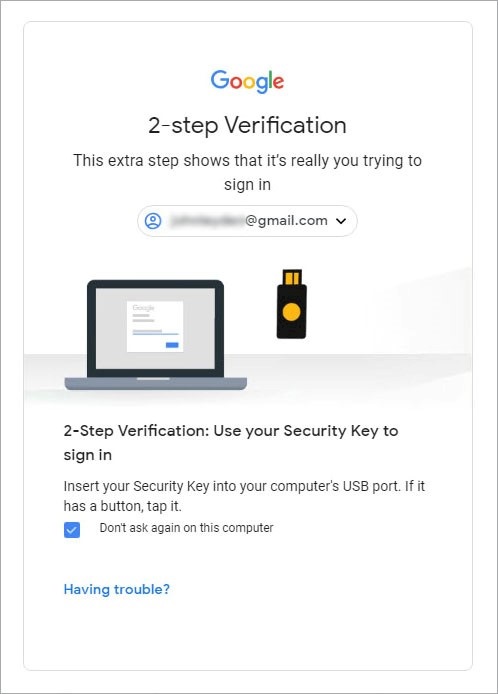 Google
2-step Verification
This extra step shows that it's really you trying to
sign in
@gmail.com
Google
2-Step Verification: Use your Security Key to
sign in
Insert your Security Key into your computer's USB port. If it
has a button, tap it.
Don't ask again on this computer
Having trouble?